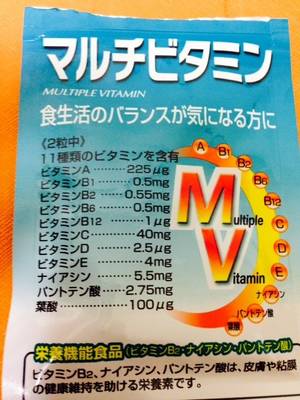 マルチビタミン
MULTIPLE VITAMIN
食生活のバランスが気になる方に
《2粒中》
11種類のビタミンを含有
ビタミンA………225μg
ビタミンB1………0.5mg
ビタミンB2……0.55mg
ビタミンB6………0.5mg
ビタミンB12………1μg
ビタミンC………40mg
ビタミンD………2.5μg
ビタミンE…………4mg
ナイアシン………5.5mg
パントテン酸……2.75mg
葉酸…………100μg
A
B1
B2
B6
B12
C
D
E
ナイアシン
パントテン酸
葉酸
Multiple
Vitamin
栄養機能食品(ビタミンB2・ナイアシン・パントテン酸)
ビタミンB2、ナイアシン、パントテン酸は、皮膚や粘膜
の健康維持を助ける栄養素です。